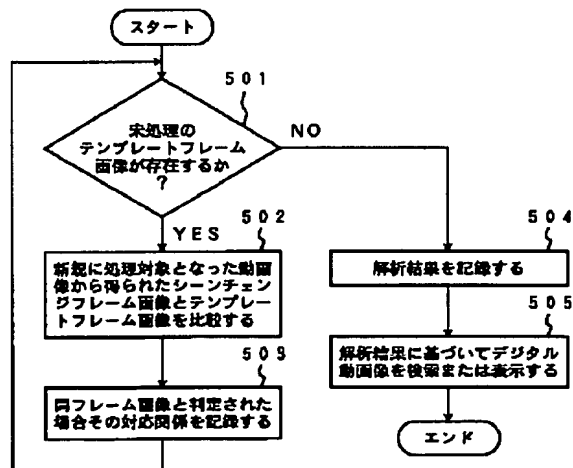 スタート
501
未処理の
テンプレートフレーム
画像が存在するか
?
NO
YES
502
新規に処理対象となった動画
像から得られたシーンチェン
ジフレーム画像とテンプレー
トフレーム画像を比較する
503
同フレーム画像と判定された
場合その対応関係を記録する
504
解析結果を記録する
505
解析結果に基づいてデジタル
動画像を検索または表示する
エンド